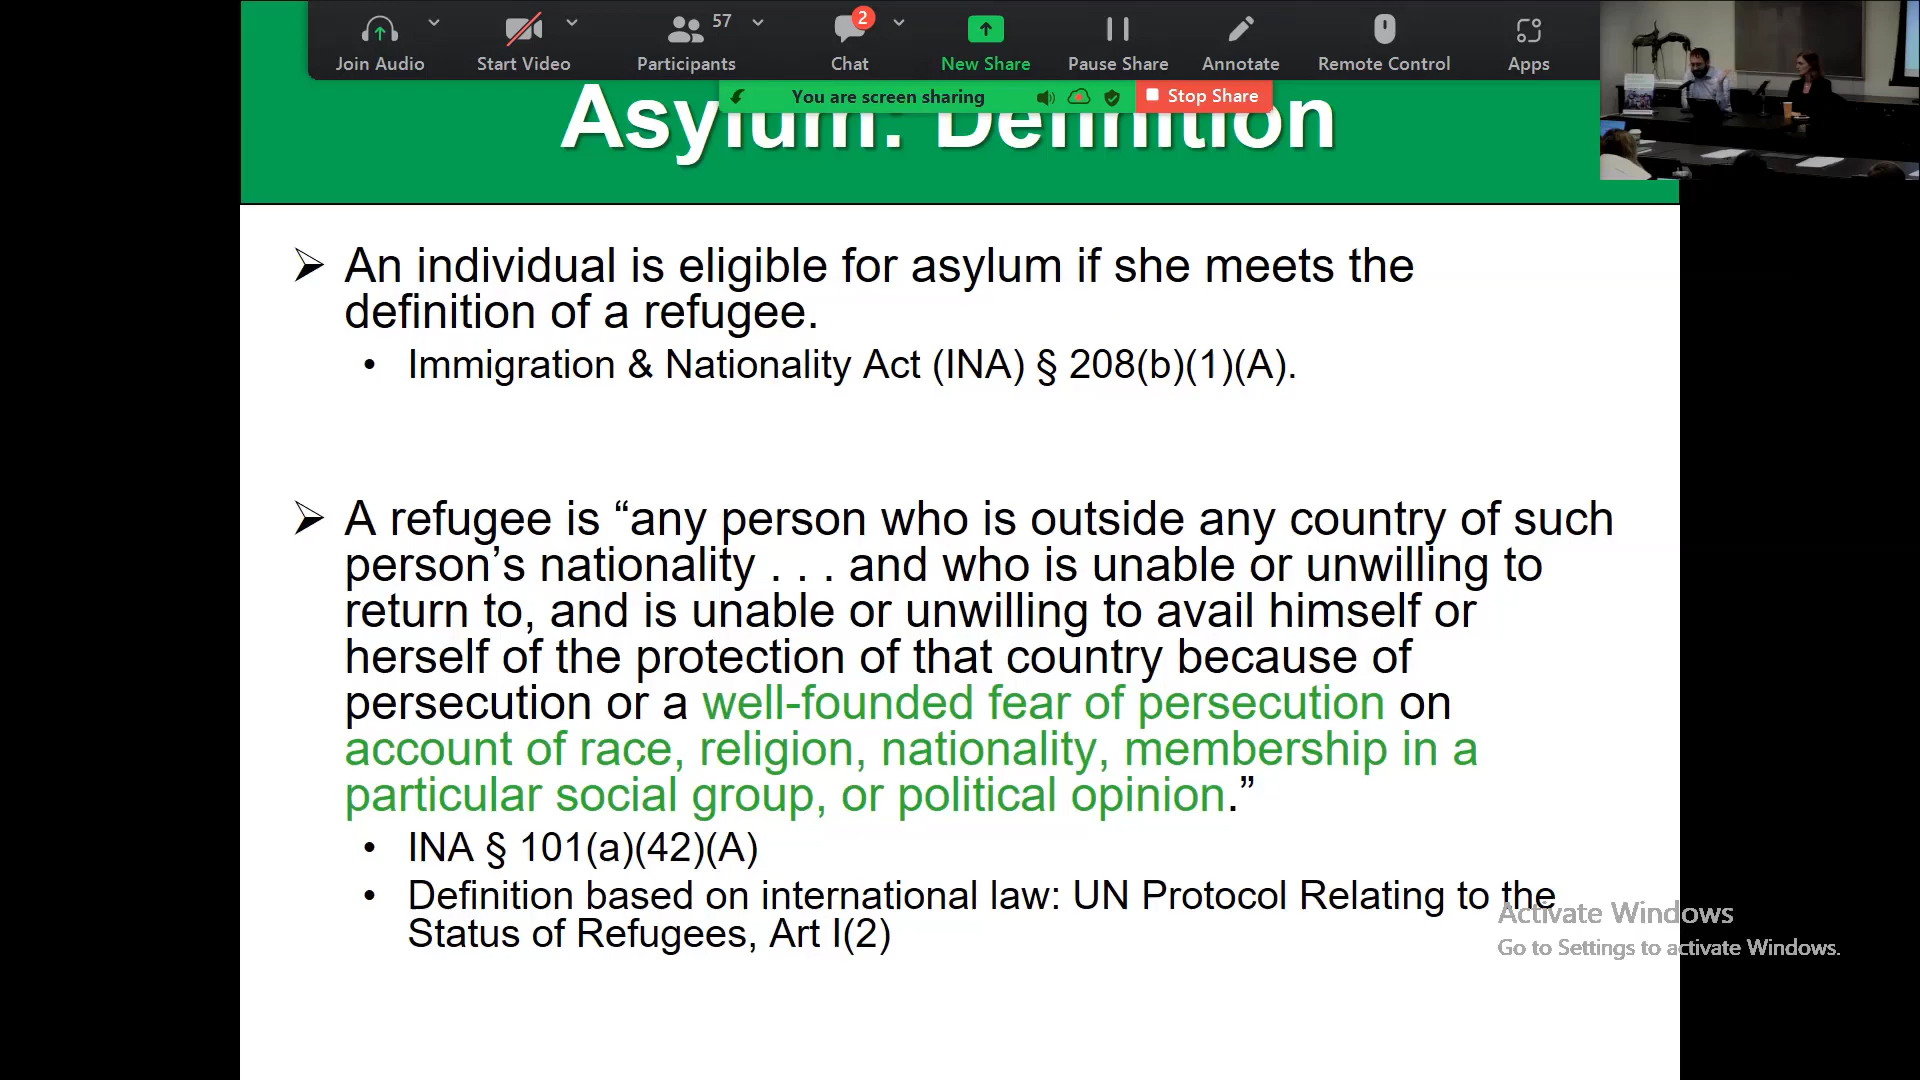 57
2
Join Audio
Start Video
Participants
Chat
New Share
Pause Share
Annotate
Remote Control
Apps
You are screen sharing
Stop Share
Asylum: Definition
➢ An individual is eligible for asylum if she meets the
definition of a refugee.
• Immigration & Nationality Act (INA) § 208(b)(1)(A).
➢ A refugee is “any person who is outside any country of such
person’s nationality . . . and who is unable or unwilling to
return to, and is unable or unwilling to avail himself or
herself of the protection of that country because of
persecution or a well-founded fear of persecution on
account of race, religion, nationality, membership in a
particular social group, or political opinion.”
• INA § 101(a)(42)(A)
• Definition based on international law: UN Protocol Relating to the
Status of Refugees, Art I(2)
Activate Windows
Go to Settings to activate Windows.